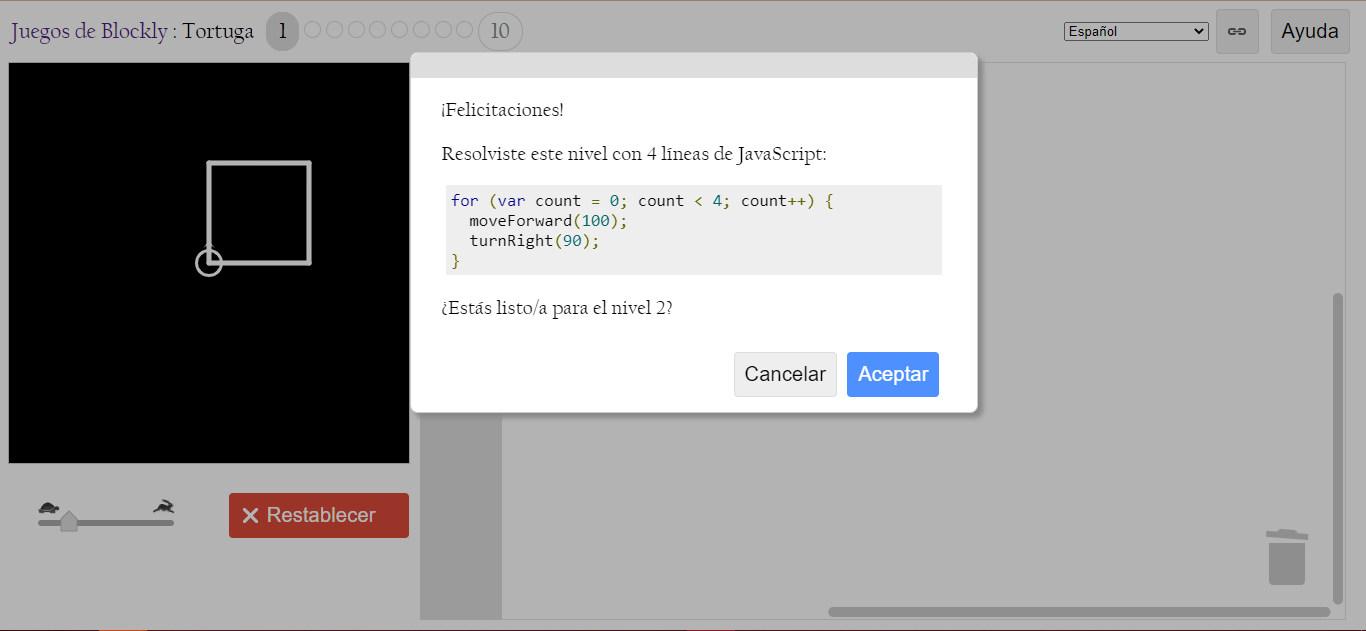 Juegos de Blockly : Tortuga 1 10 Español Ayuda
¡Felicitaciones!
Resolviste este nivel con 4 líneas de JavaScript:
for (var count = 0; count < 4; count++) {
  moveForward(100);
  turnRight(90);
}
¿Estás listo/a para el nivel 2?
Cancelar Aceptar
Restablecer